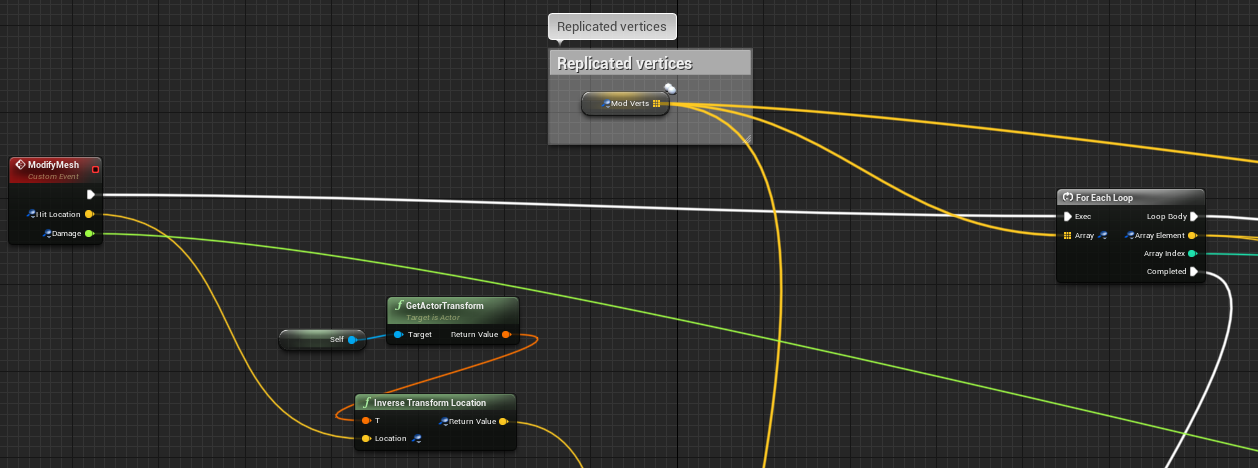 Replicated vertices
Replicated vertices
Mod Verts
ModifyMesh
Custom Event
Hit Location
Damage
For Each Loop
Exec Loop Body
Array Array Element
Array Index
Completed
GetActorTransform
Target is Actor
Self
Target Return Value
Inverse Transform Location
T Return Value
Location